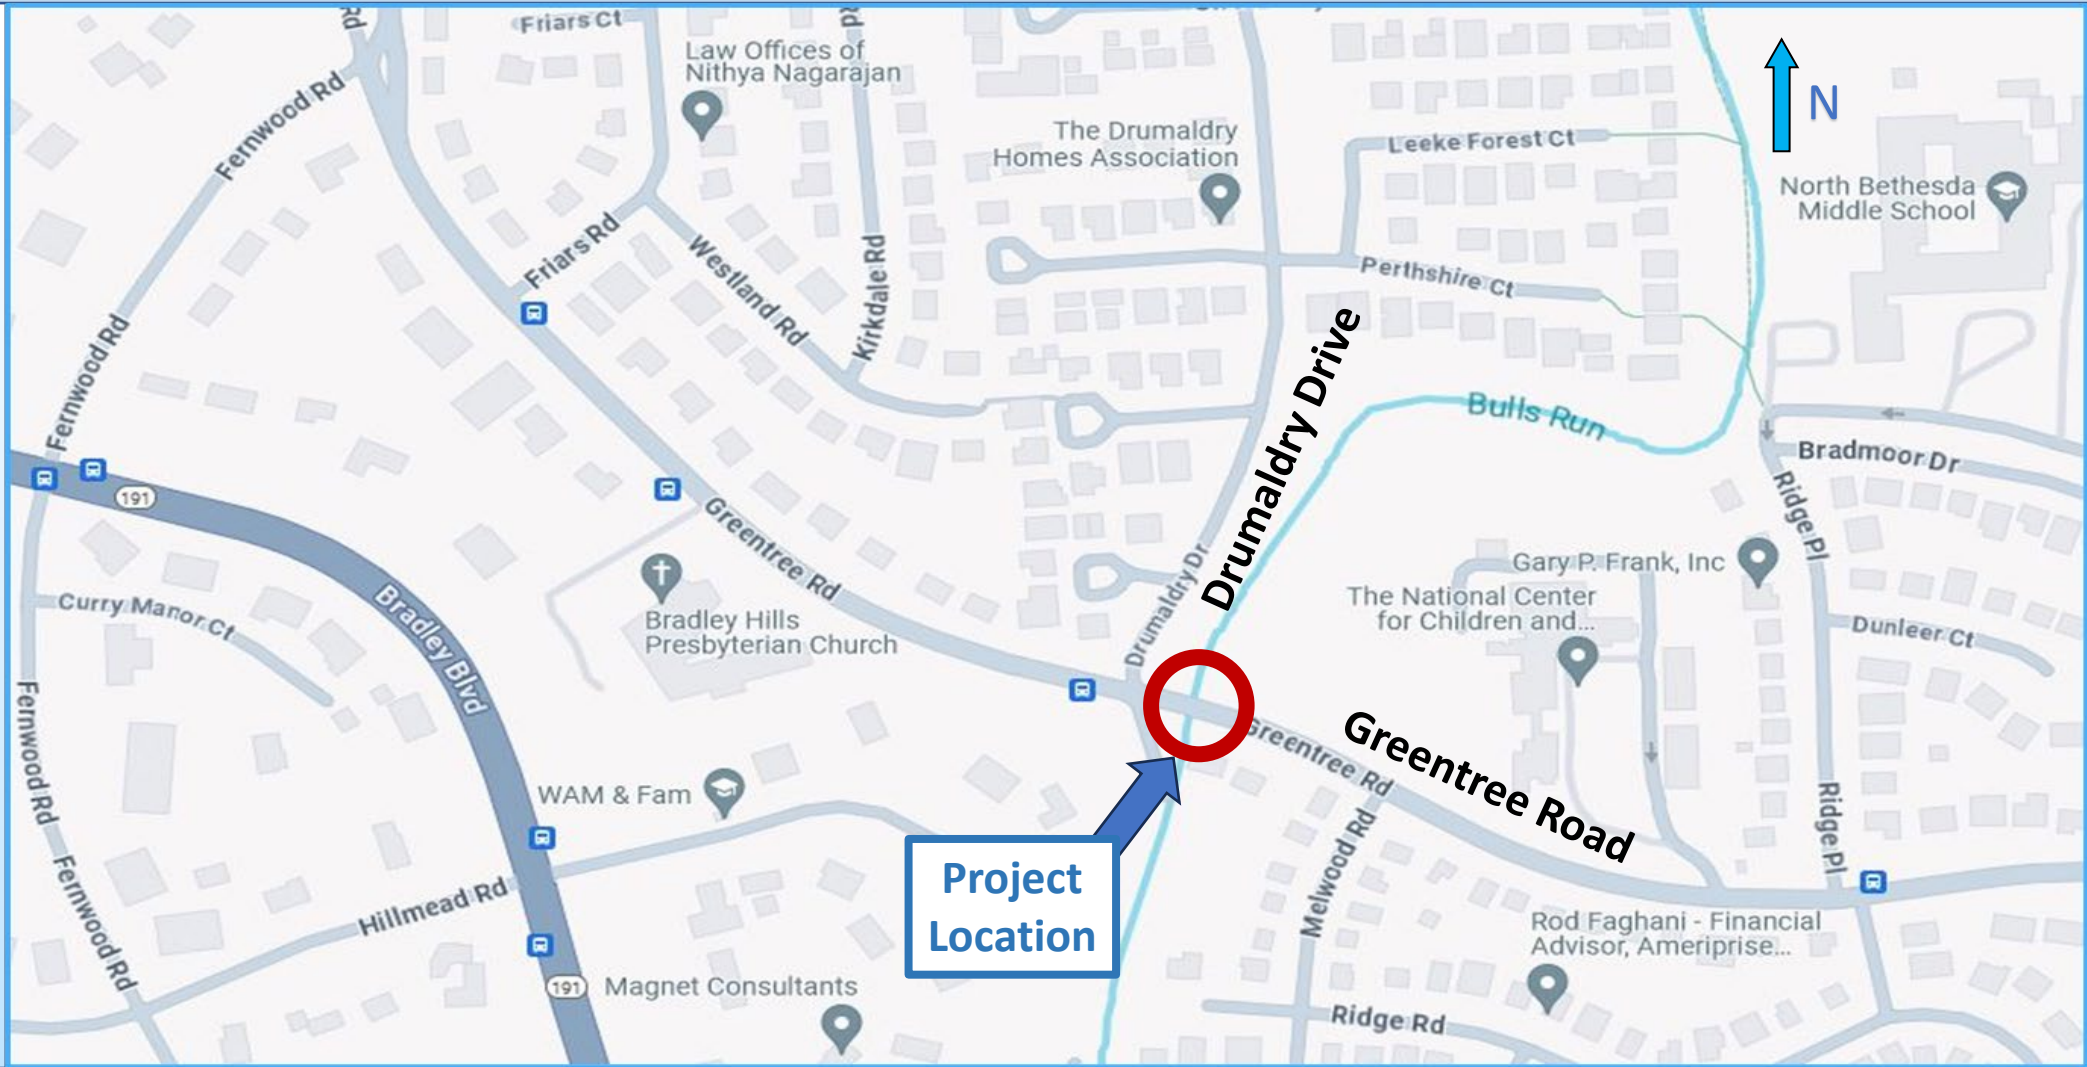 Friars Ct
Rd
Rd
Law Offices of
Nithya Nagarajan
Fernwood Rd
The Drumaldry
Homes Association
Leeke Forest Ct
N
North Bethesda
Middle School
Friars Rd
Westland Rd
Kirkdale Rd
Perthshire Ct
Fernwood Rd
Drumaldry Drive
Bulls Run
Bradmoor Dr
191
Greentree Rd
Ridge Pl
Gary P. Frank, Inc
The National Center
for Children and...
Drumaldry Dr
Curry Manor Ct
Bradley Blvd
Bradley Hills
Presbyterian Church
Dunleer Ct
Fernwood Rd
Greentree Rd
Greentree Road
WAM & Fam
Ridge Pl
Melwood Rd
Project
Location
Hillmead Rd
Fernwood Rd
Rod Faghani - Financial
Advisor, Ameriprise...
191
Magnet Consultants
Ridge Rd